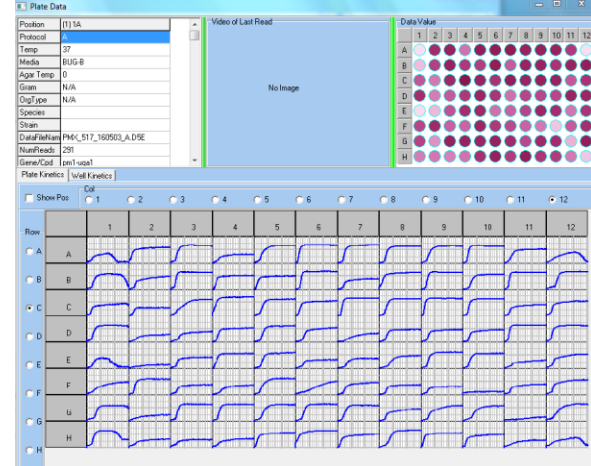 Plate Data
Position [1] 1A
Protocol A
Temp 37
Media BUG-B
Agar Temp 0
Gram N/A
OrgType N/A
Species
Strain
DataFileNam PMX_517_160503_A.D5E
NumReads 291
Gene/Cpd pm1-uga1
Video of Last Read
No Image
Data Value
1 2 3 4 5 6 7 8 9 10 11 12
A
B
C
D
E
F
G
H
Plate Kinetics Well Kinetics
Show Pos
Col
1 2 3 4 5 6 7 8 9 10 11 12
Row
1 2 3 4 5 6 7 8 9 10 11 12
A A
B B
C C
D D
E E
F F
G G
H H